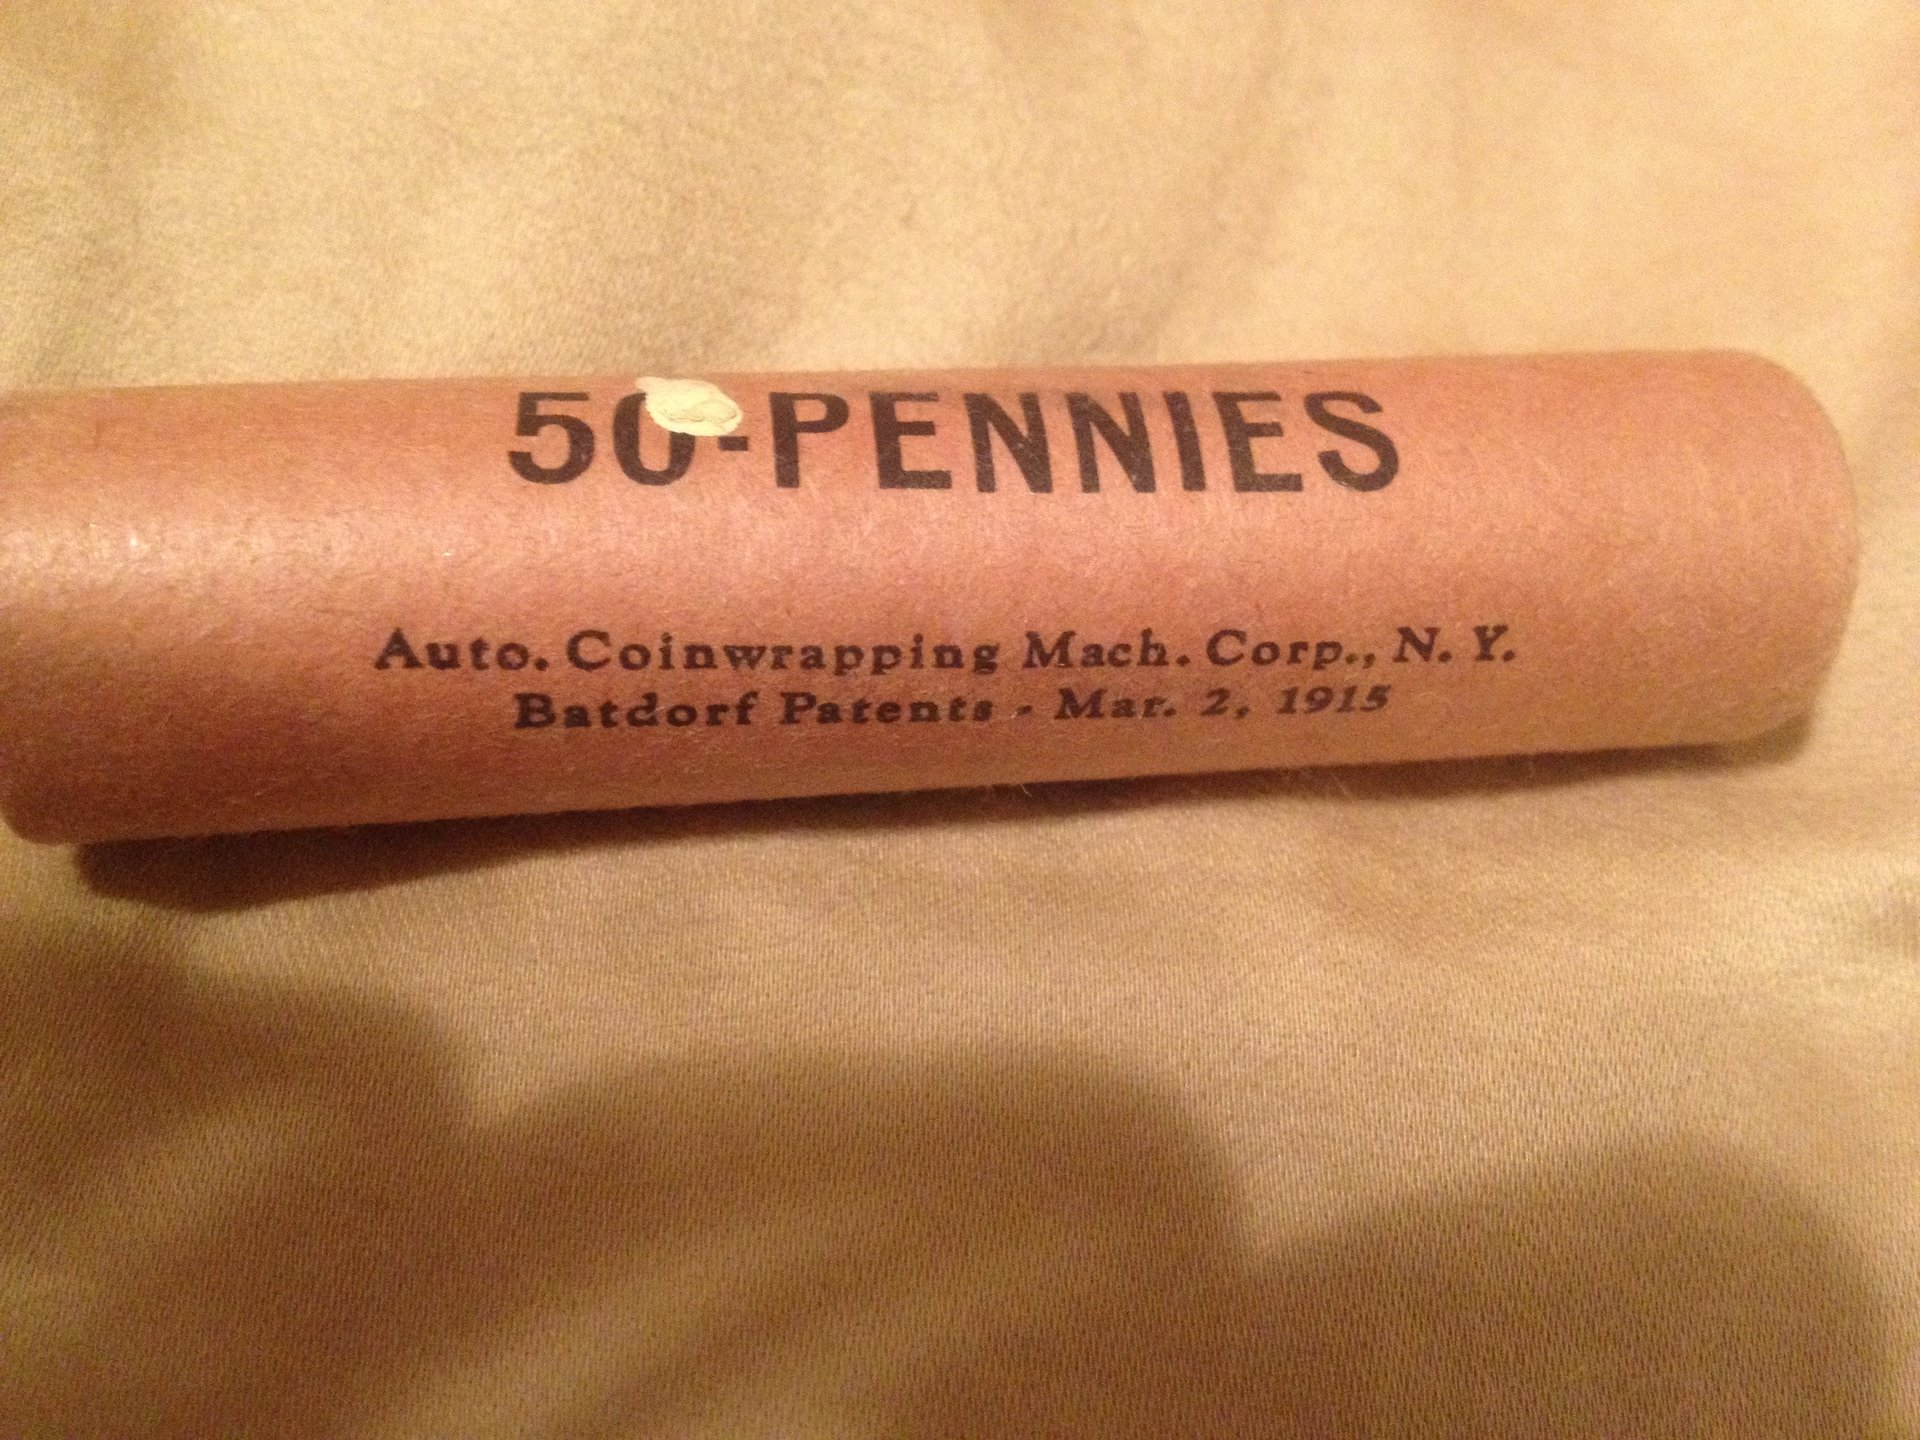 50-PENNIES
Auto. Coinwrapping Mach. Corp., N. Y.
Batdorf Patents - Mar. 2, 1915